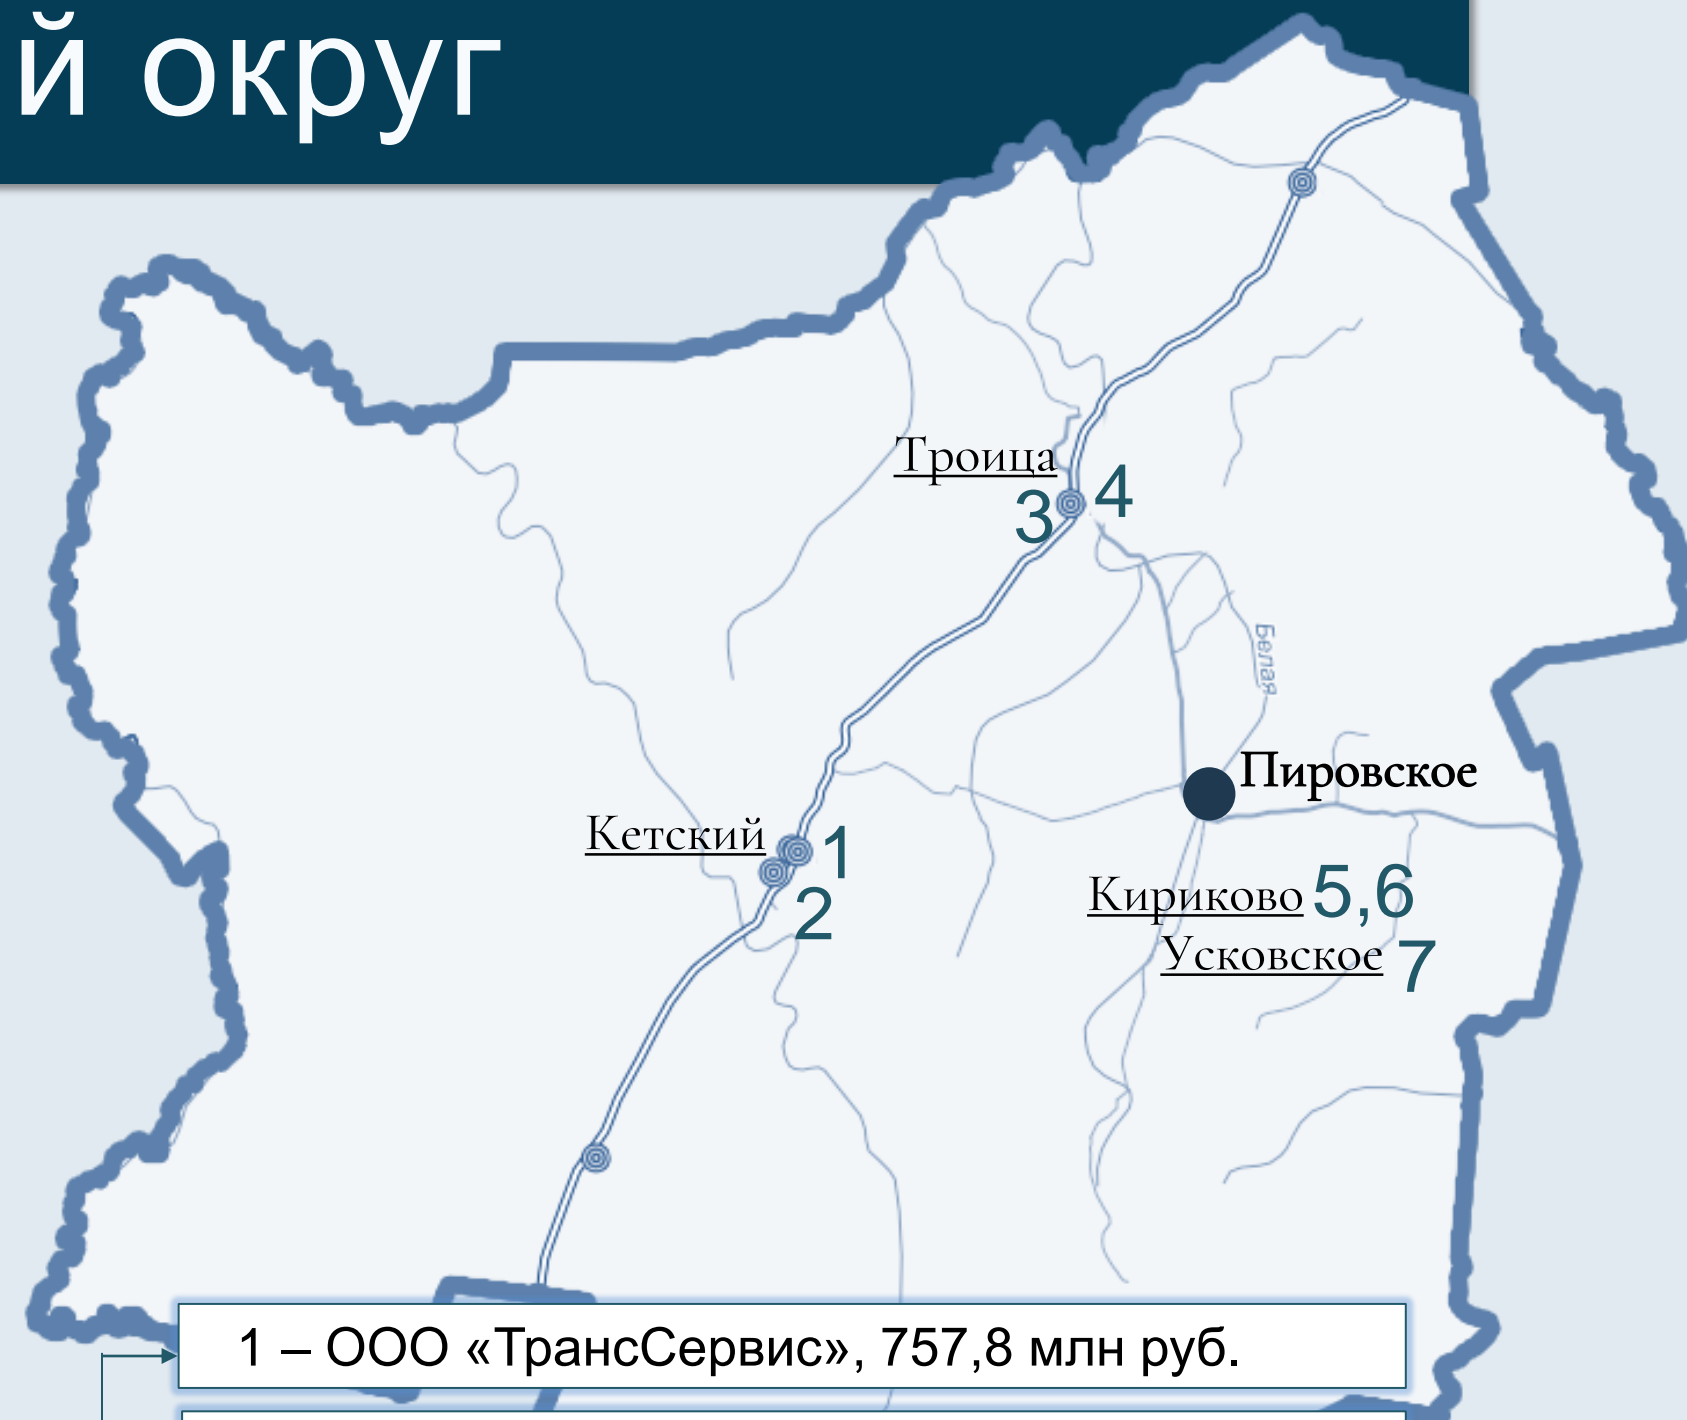 й округ
Троица
3 4
Белая
Пировское
Кетский 1
2
Кириково 5,6
Усковское 7
1 – ООО «ТрансСервис», 757,8 млн руб.